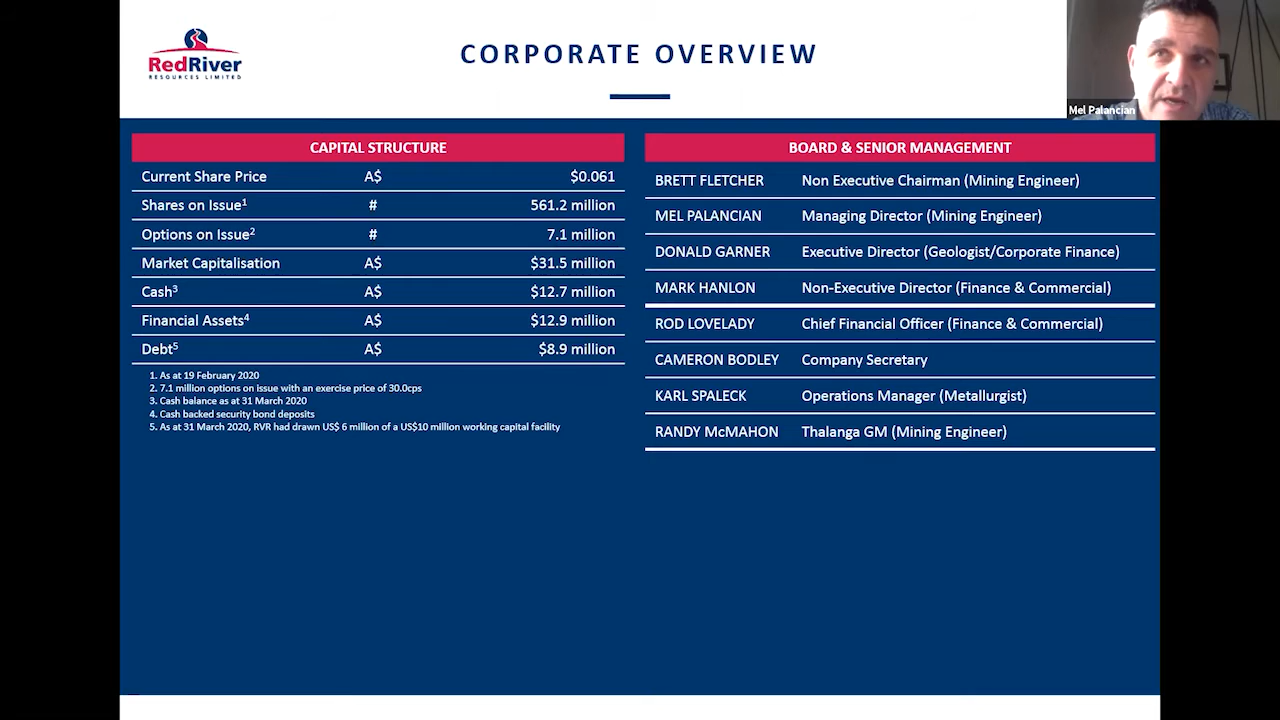 RedRiver
RESOURCES LIMITED
CORPORATE OVERVIEW
Mel Palancian
CAPITAL STRUCTURE
Current Share Price A$ $0.061
Shares on Issue1 # 561.2 million
Options on Issue2 # 7.1 million
Market Capitalisation A$ $31.5 million
Cash3 A$ $12.7 million
Financial Assets4 A$ $12.9 million
Debt5 A$ $8.9 million
1. As at 19 February 2020
2. 7.1 million options on issue with an exercise price of 30.0cps
3. Cash balance as at 31 March 2020
4. Cash backed security bond deposits
5. As at 31 March 2020, RVR had drawn US$ 6 million of a US$10 million working capital facility
BOARD & SENIOR MANAGEMENT
BRETT FLETCHER Non Executive Chairman (Mining Engineer)
MEL PALANCIAN Managing Director (Mining Engineer)
DONALD GARNER Executive Director (Geologist/Corporate Finance)
MARK HANLON Non-Executive Director (Finance & Commercial)
ROD LOVELADY Chief Financial Officer (Finance & Commercial)
CAMERON BODLEY Company Secretary
KARL SPALECK Operations Manager (Metallurgist)
RANDY McMAHON Thalanga GM (Mining Engineer)